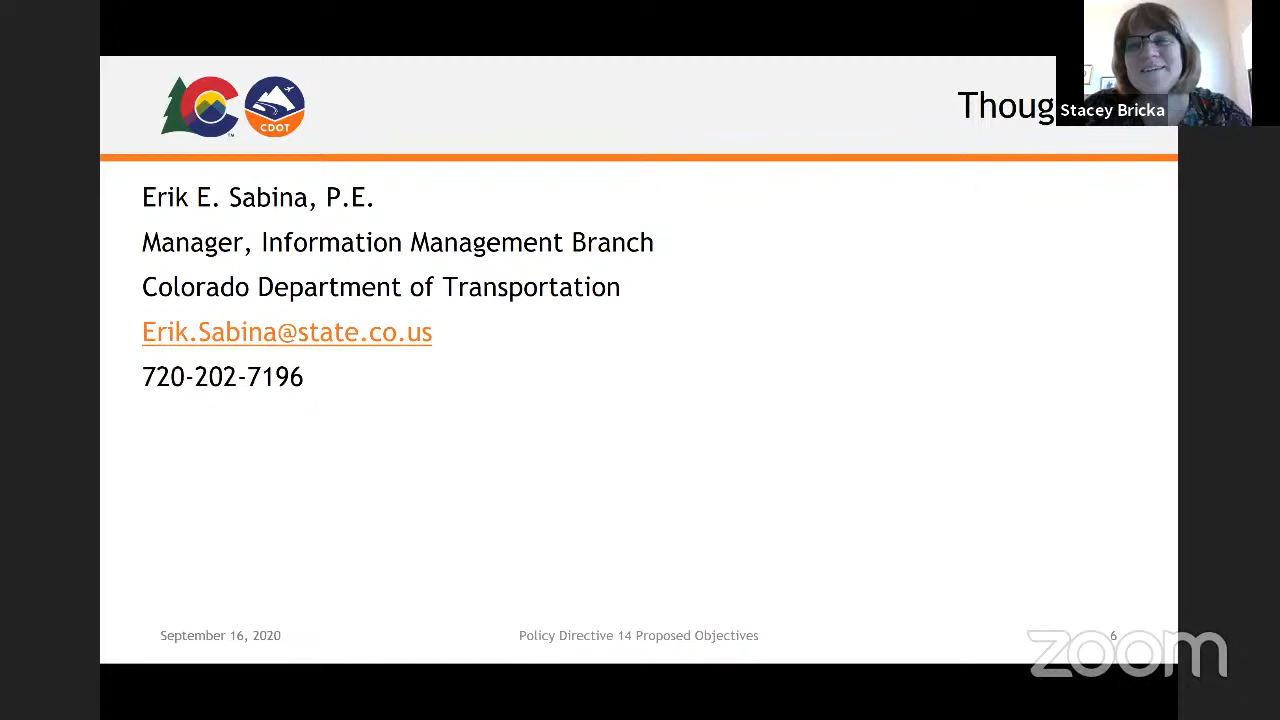 Thoug
Stacey Bricka
CDOT
Erik E. Sabina, P.E.
Manager, Information Management Branch
Colorado Department of Transportation
Erik.Sabina@state.co.us
720-202-7196
September 16, 2020
Policy Directive 14 Proposed Objectives
6
zoom